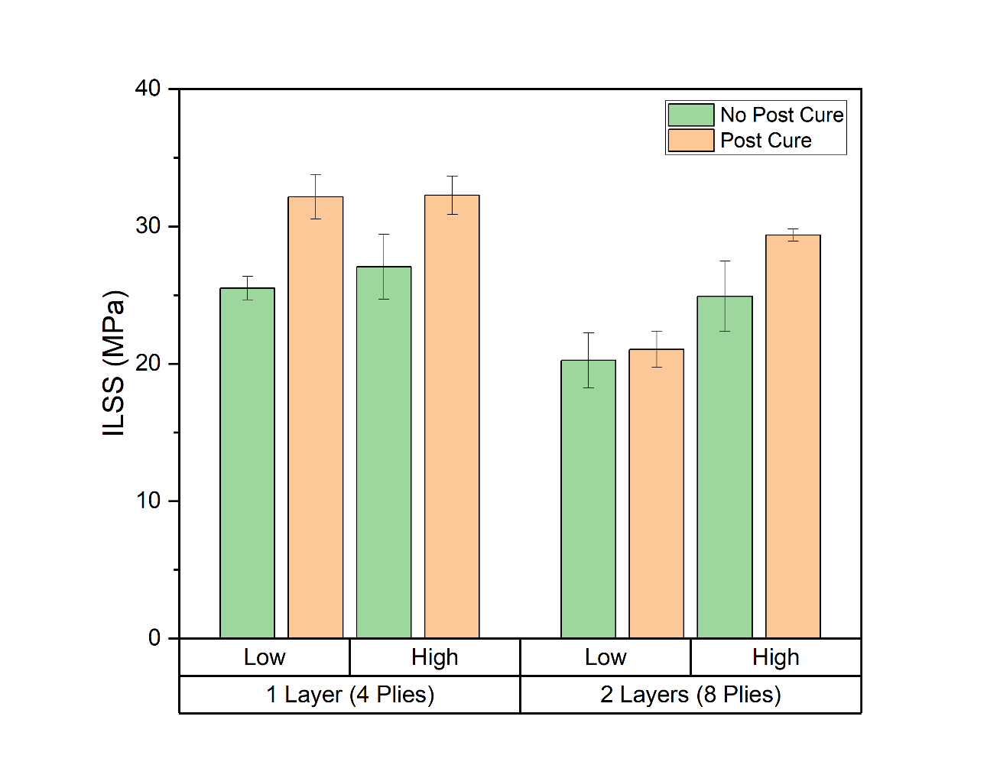 40
30
20
10
0
ILSS (MPa)
No Post Cure
Post Cure
Low
High
Low
High
1 Layer (4 Plies)
2 Layers (8 Plies)